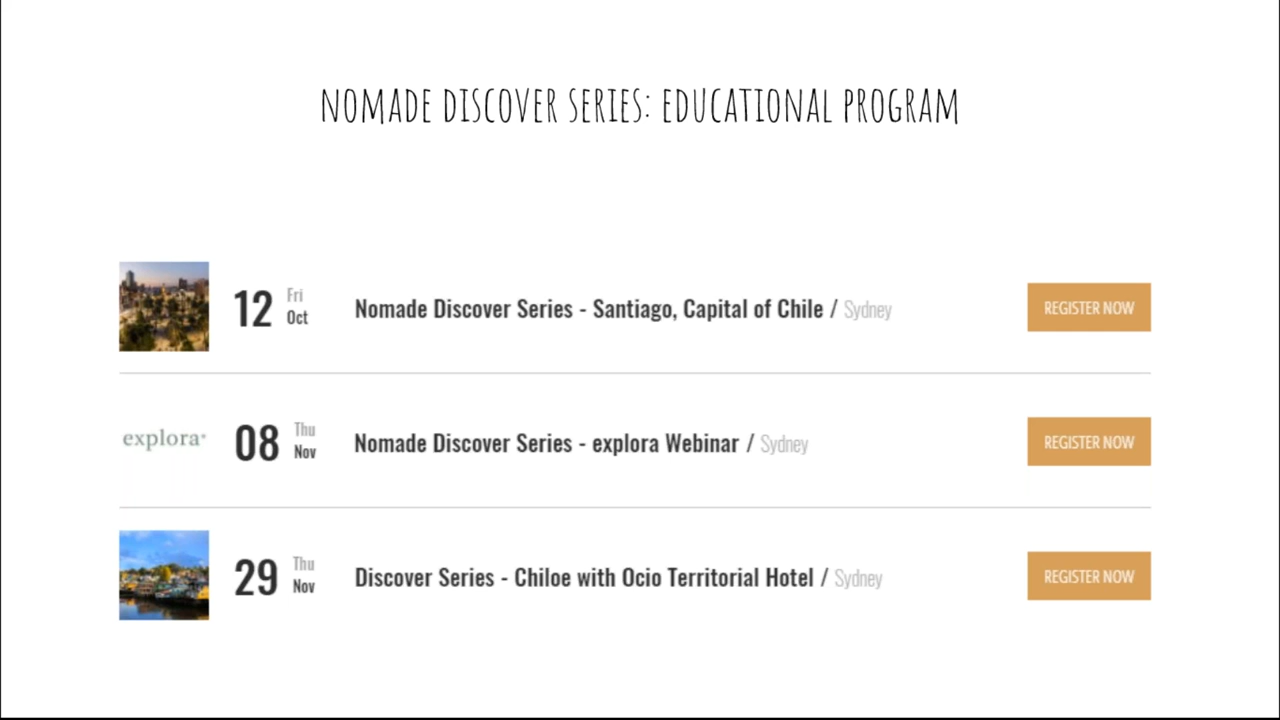 NOMADE DISCOVER SERIES: EDUCATIONAL PROGRAM
12 Fri Oct Nomade Discover Series - Santiago, Capital of Chile / Sydney REGISTER NOW
explora 08 Thu Nov Nomade Discover Series - explora Webinar / Sydney REGISTER NOW
29 Thu Nov Discover Series - Chiloe with Ocio Territorial Hotel / Sydney REGISTER NOW